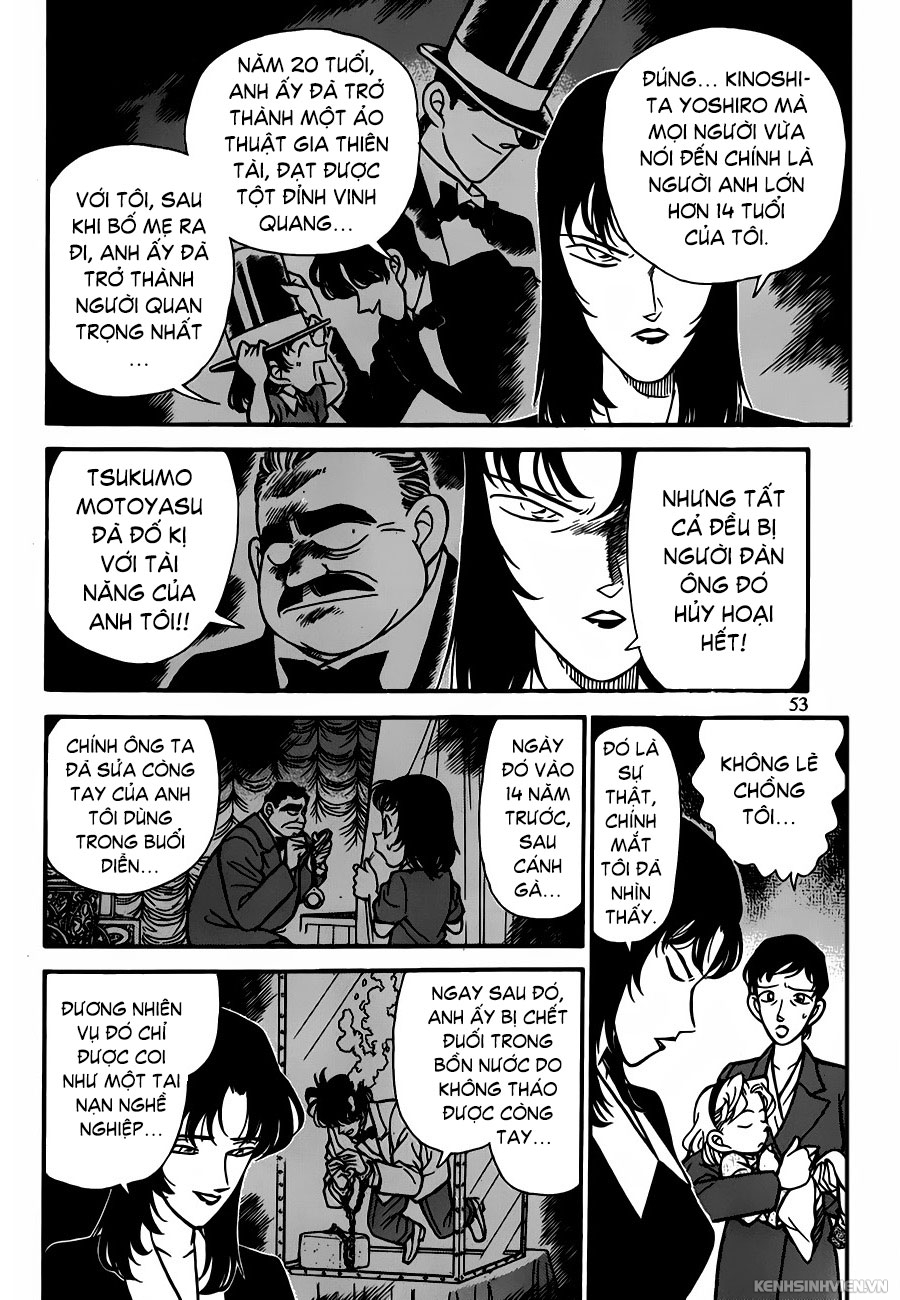 ĐÚNG... KINOSHI-
TA YOSHIRO MÀ
MỌI NGƯỜI VỪA
NÓI ĐẾN CHÍNH LÀ
NGƯỜI ANH LỚN
HƠN 14 TUỔI
CỦA TÔI.
NĂM 20 TUỔI,
ANH ẤY ĐÃ TRỞ
THÀNH MỘT ẢO
THUẬT GIA THIÊN
TÀI, ĐẠT ĐƯỢC
TỘT ĐỈNH VINH
QUANG...
VỚI TÔI, SAU
KHI BỐ MẸ RA
ĐI, ANH ẤY ĐÃ
TRỞ THÀNH
NGƯỜI QUAN
TRỌNG NHẤT
...
NHƯNG TẤT
CẢ ĐỀU BỊ
NGƯỜI ĐÀN
ÔNG ĐÓ
HỦY HOẠI
HẾT!
TSUKUMO
MOTOYASU
ĐÃ ĐỐ KỊ
VỚI TÀI
NĂNG CỦA
ANH TÔI!!
53
KHÔNG LẼ
CHỒNG
TÔI...
ĐÓ LÀ
SỰ
THẬT,
CHÍNH
MẮT
TÔI ĐÃ
NHÌN
THẤY.
NGÀY
ĐÓ VÀO
14 NĂM
TRƯỚC,
SAU
CÁNH
GÀ...
CHÍNH ÔNG TA
ĐÃ SỬA CÒNG
TAY CỦA ANH
TÔI DÙNG
TRONG BUỔI
DIỄN...
NGAY SAU ĐÓ,
ANH ẤY BỊ CHẾT
ĐUỐI TRONG
BỒN NƯỚC DO
KHÔNG THÁO
ĐƯỢC CÒNG
TAY...
ĐƯƠNG NHIÊN
VỤ ĐÓ CHỈ
ĐƯỢC COI
NHƯ MỘT TAI
NẠN NGHỀ
NGHIỆP...
KENHSINHVIEN.VN